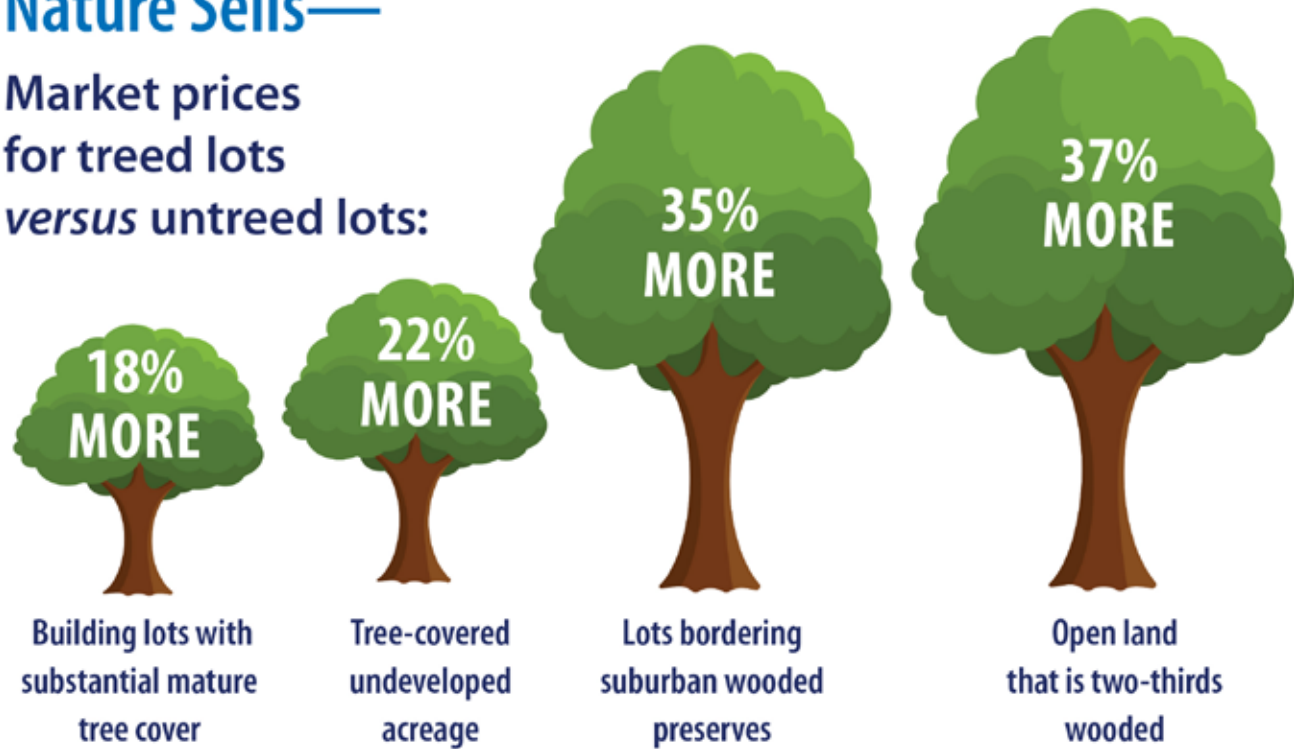 Nature Sells—
Market prices
for treed lots
versus untreed lots:
18%
MORE
22%
MORE
35%
MORE
37%
MORE
Building lots with
substantial mature
tree cover
Tree-covered
undeveloped
acreage
Lots bordering
suburban wooded
preserves
Open land
that is two-thirds
wooded